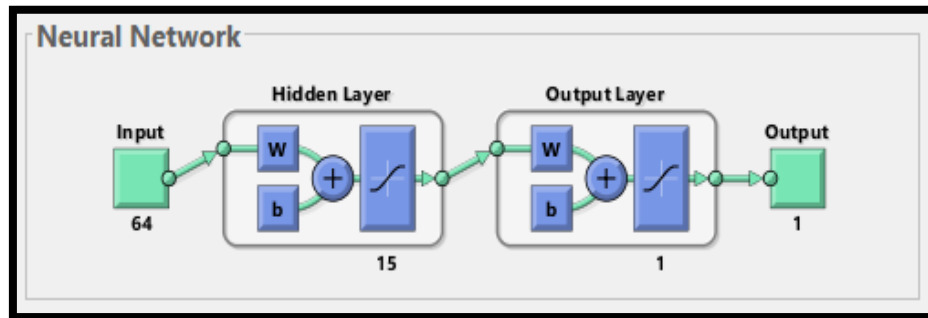 Neural Network
Hidden Layer
Output Layer
Input
W
b
+
W
b
+
Output
64
15
1
1